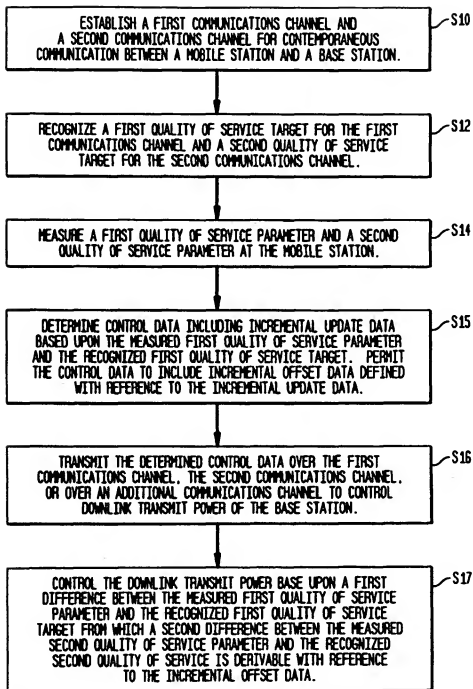 ESTABLISH A FIRST COMMUNICATIONS CHANNEL AND
A SECOND COMMUNICATIONS CHANNEL FOR CONTEMPORANEOUS
COMMUNICATION BETWEEN A MOBILE STATION AND A BASE STATION.
S10
RECOGNIZE A FIRST QUALITY OF SERVICE TARGET FOR THE FIRST
COMMUNICATIONS CHANNEL AND A SECOND QUALITY OF SERVICE
TARGET FOR THE SECOND COMMUNICATIONS CHANNEL.
S12
MEASURE A FIRST QUALITY OF SERVICE PARAMETER AND A SECOND
QUALITY OF SERVICE PARAMETER AT THE MOBILE STATION.
S14
DETERMINE CONTROL DATA INCLUDING INCREMENTAL UPDATE DATA
BASED UPON THE MEASURED FIRST QUALITY OF SERVICE PARAMETER
AND THE RECOGNIZED FIRST QUALITY OF SERVICE TARGET. PERMIT
THE CONTROL DATA TO INCLUDE INCREMENTAL OFFSET DATA DEFINED
WITH REFERENCE TO THE INCREMENTAL UPDATE DATA.
S15
TRANSMIT THE DETERMINED CONTROL DATA OVER THE FIRST
COMMUNICATIONS CHANNEL, THE SECOND COMMUNICATIONS CHANNEL,
OR OVER AN ADDITIONAL COMMUNICATIONS CHANNEL TO CONTROL
DOWNLINK TRANSMIT POWER OF THE BASE STATION.
S16
CONTROL THE DOWNLINK TRANSMIT POWER BASE UPON A FIRST
DIFFERENCE BETWEEN THE MEASURED FIRST QUALITY OF SERVICE
PARAMETER AND THE RECOGNIZED FIRST QUALITY OF SERVICE
TARGET FROM WHICH A SECOND DIFFERENCE BETWEEN THE MEASURED
SECOND QUALITY OF SERVICE PARAMETER AND THE RECOGNIZED
SECOND QUALITY OF SERVICE IS DERIVABLE WITH REFERENCE
TO THE INCREMENTAL OFFSET DATA.
S17